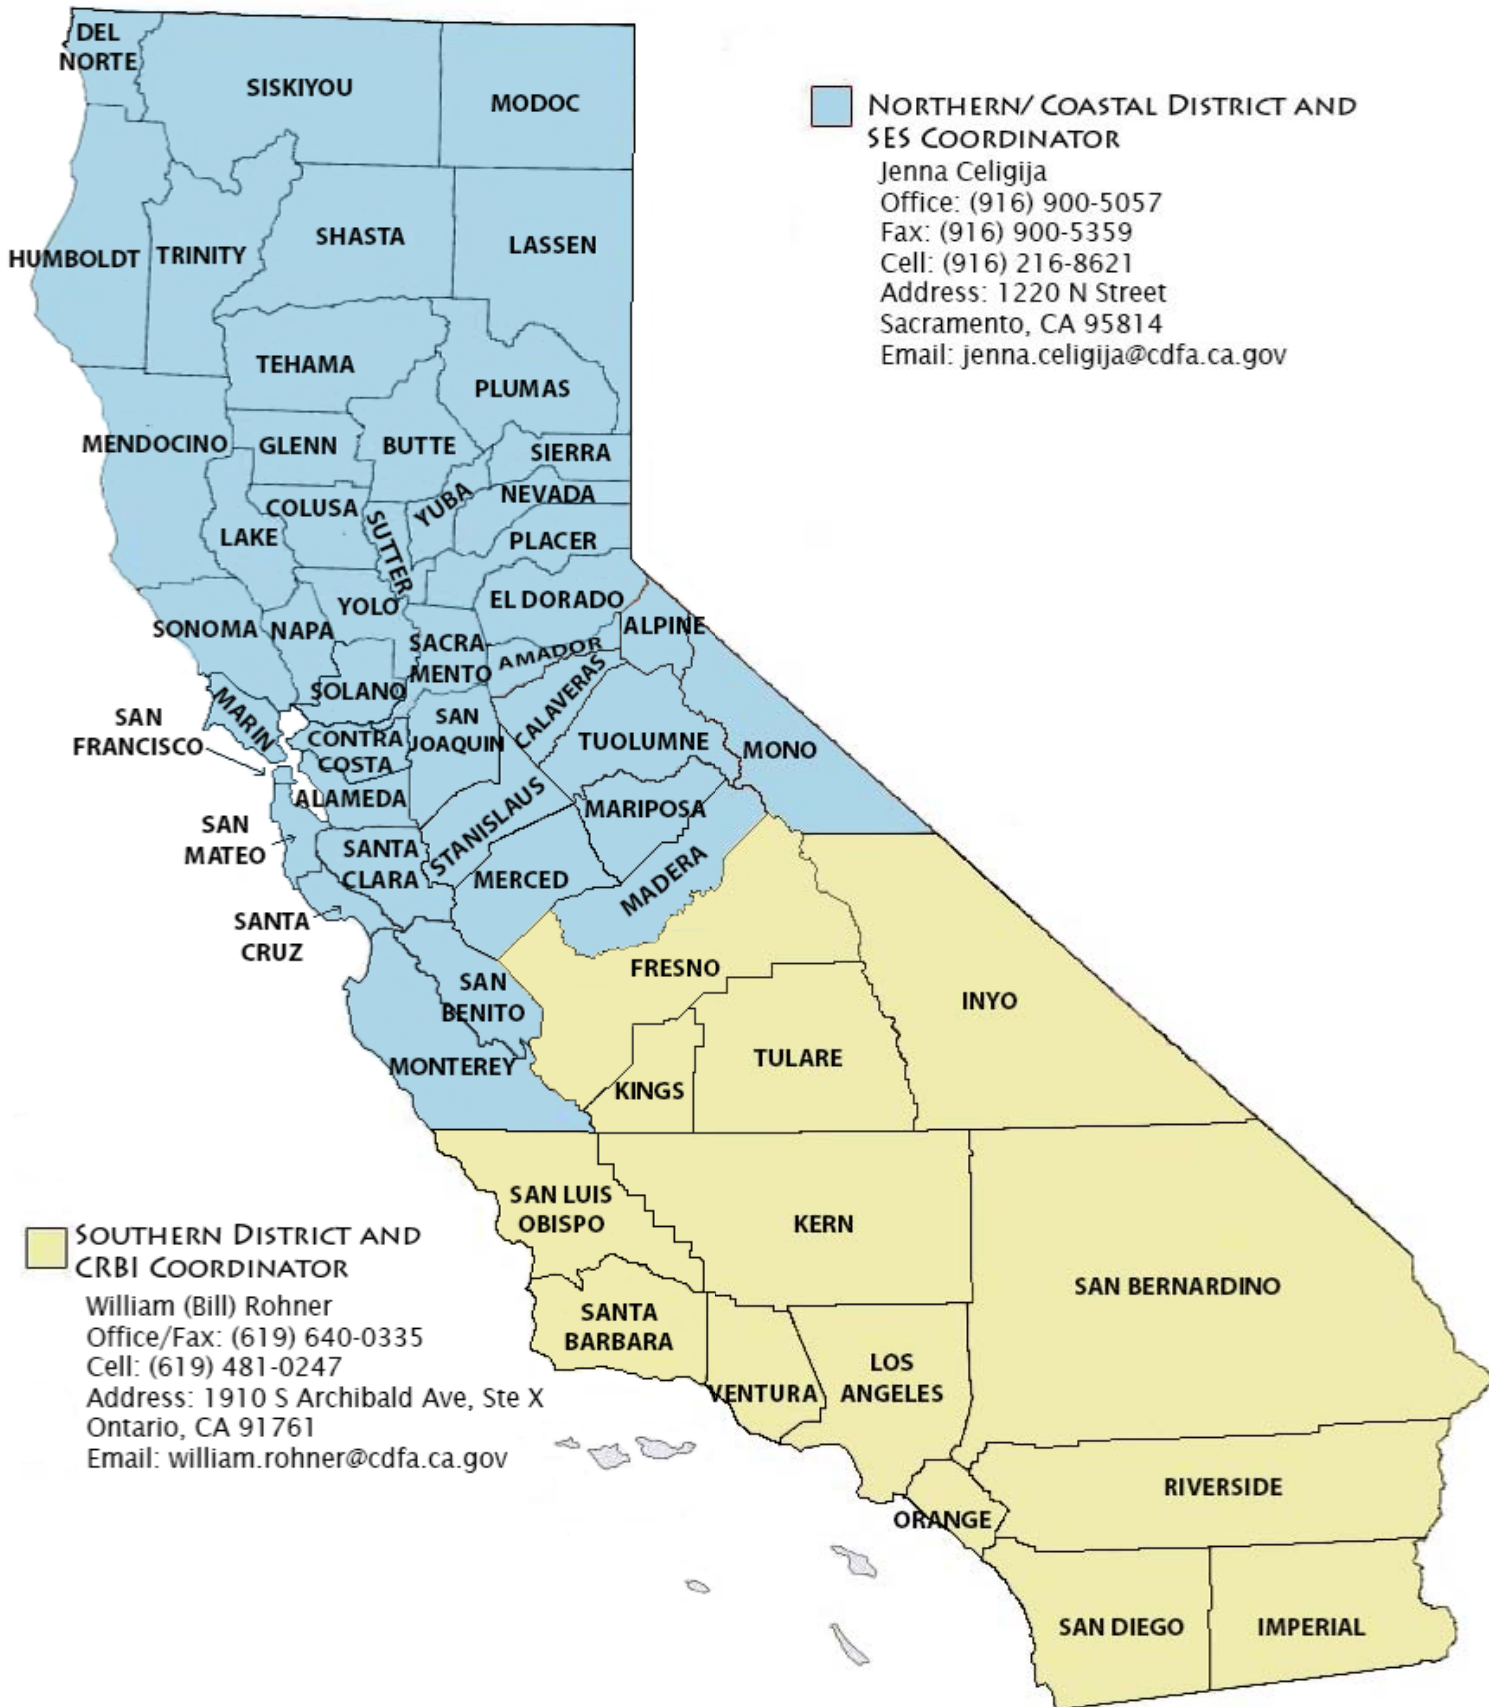 DEL
NORTE
SISKIYOU
MODOC
NORTHERN/ COASTAL DISTRICT AND
SES COORDINATOR
Jenna Celigija
Office: (916) 900-5057
Fax: (916) 900-5359
Cell: (916) 216-8621
Address: 1220 N Street
Sacramento, CA 95814
Email: jenna.celigija@cdfa.ca.gov
HUMBOLDT
TRINITY
SHASTA
LASSEN
TEHAMA
PLUMAS
MENDOCINO
GLENN
BUTTE
SIERRA
COLUSA
YUBA
NEVADA
LAKE
SUTTER
PLACER
YOLO
EL DORADO
SONOMA
NAPA
SACRA
MENTO
ALPINE
AMADOR
SOLANO
CALAVERAS
MARIN
SAN
FRANCISCO
CONTRA
COSTA
SAN
JOAQUIN
TUOLUMNE
MONO
ALAMEDA
STANISLAUS
MARIPOSA
SAN
MATEO
SANTA
CLARA
MERCED
MADERA
SANTA
CRUZ
SAN
BENITO
FRESNO
INYO
MONTEREY
KINGS
TULARE
SAN LUIS
OBISPO
KERN
SAN BERNARDINO
SOUTHERN DISTRICT AND
CRBI COORDINATOR
William (Bill) Rohner
Office/Fax: (619) 640-0335
Cell: (619) 481-0247
Address: 1910 S Archibald Ave, Ste X
Ontario, CA 91761
Email: william.rohner@cdfa.ca.gov
SANTA
BARBARA
VENTURA
LOS
ANGELES
RIVERSIDE
ORANGE
SAN DIEGO
IMPERIAL